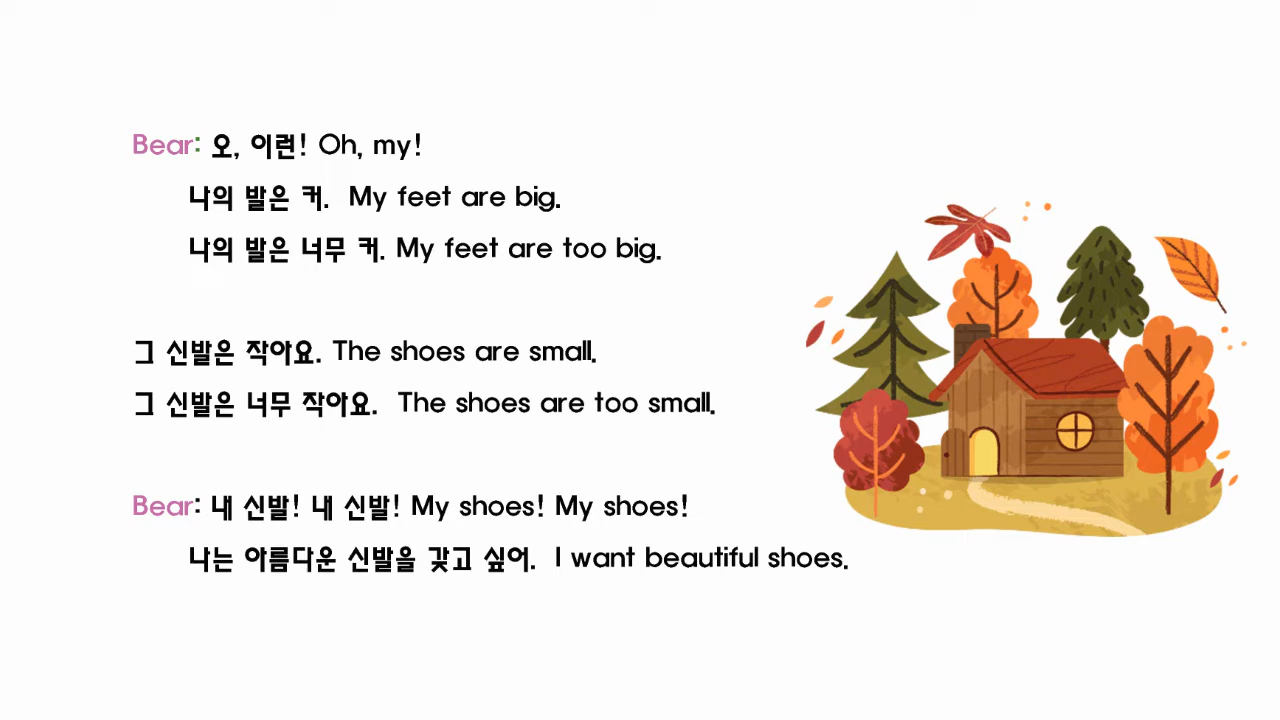 Bear: 오, 이런! Oh, my!
나의 발은 커. My feet are big.
나의 발은 너무 커. My feet are too big.
그 신발은 작아요. The shoes are small.
그 신발은 너무 작아요. The shoes are too small.
Bear: 내 신발! 내 신발! My shoes! My shoes!
나는 아름다운 신발을 갖고 싶어. I want beautiful shoes.